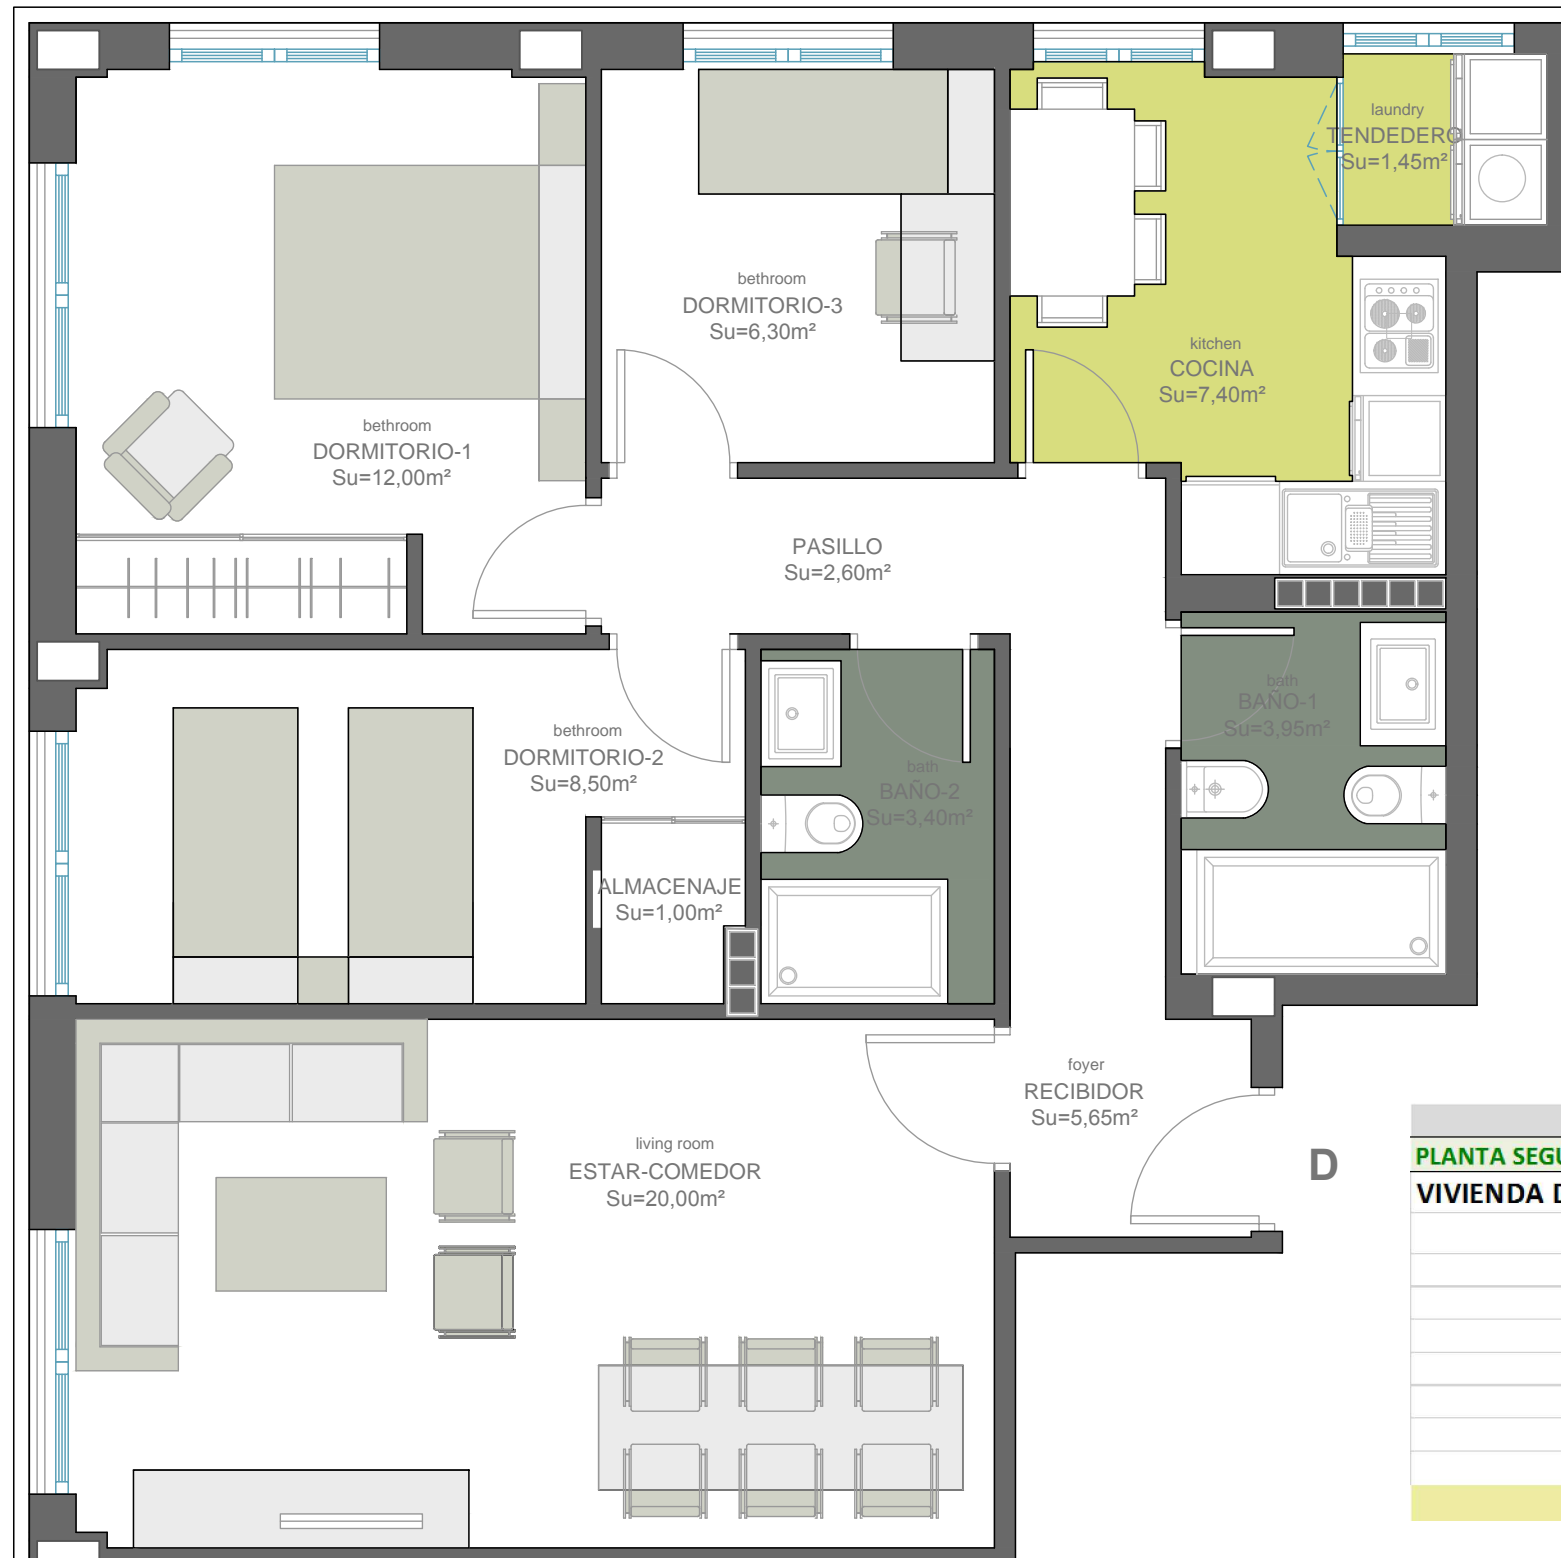 laundry
TENDEDERO
Su=1,45m²
bethroom
DORMITORIO-3
Su=6,30m²
kitchen
COCINA
Su=7,40m²
bethroom
DORMITORIO-1
Su=12,00m²
PASILLO
Su=2,60m²
bath
BAÑO-1
Su=3,95m²
bethroom
DORMITORIO-2
Su=8,50m²
bath
BAÑO-2
Su=3,40m²
ALMACENAJE
Su=1,00m²
foyer
RECIBIDOR
Su=5,65m²
living room
ESTAR-COMEDOR
Su=20,00m²
D
PLANTA SEGU
VIVIENDA D